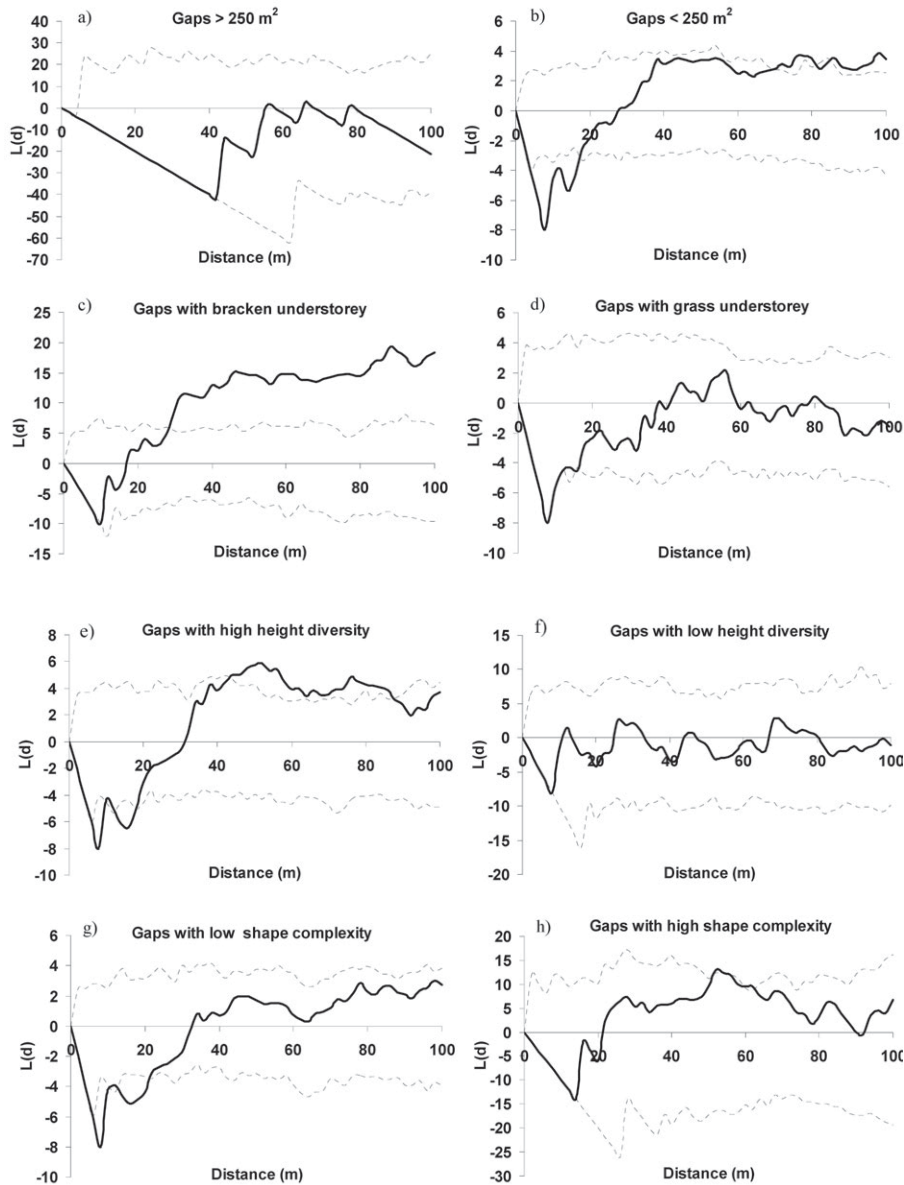 a) Gaps > 250 m²
L(d)
40
30
20
10
0
-10
-20
-30
-40
-50
-60
-70
0 20 40 60 80 100
Distance (m)
b) Gaps < 250 m²
L(d)
6
4
2
0
-2
-4
-6
-8
-10
0 20 40 60 80 100
Distance (m)
c) Gaps with bracken understorey
L(d)
25
20
15
10
5
0
-5
-10
-15
0 20 40 60 80 100
Distance (m)
d) Gaps with grass understorey
L(d)
6
4
2
0
-2
-4
-6
-8
-10
0 20 40 60 80 100
Distance (m)
e) Gaps with high height diversity
L(d)
8
6
4
2
0
-2
-4
-6
-8
-10
0 20 40 60 80 100
Distance (m)
f) Gaps with low height diversity
L(d)
15
10
5
0
-5
-10
-15
-20
0 20 40 60 80 100
Distance (m)
g) Gaps with low shape complexity
L(d)
6
4
2
0
-2
-4
-6
-8
-10
0 20 40 60 80 100
Distance (m)
h) Gaps with high shape complexity
L(d)
20
15
10
5
0
-5
-10
-15
-20
-25
-30
0 20 40 60 80 100
Distance (m)